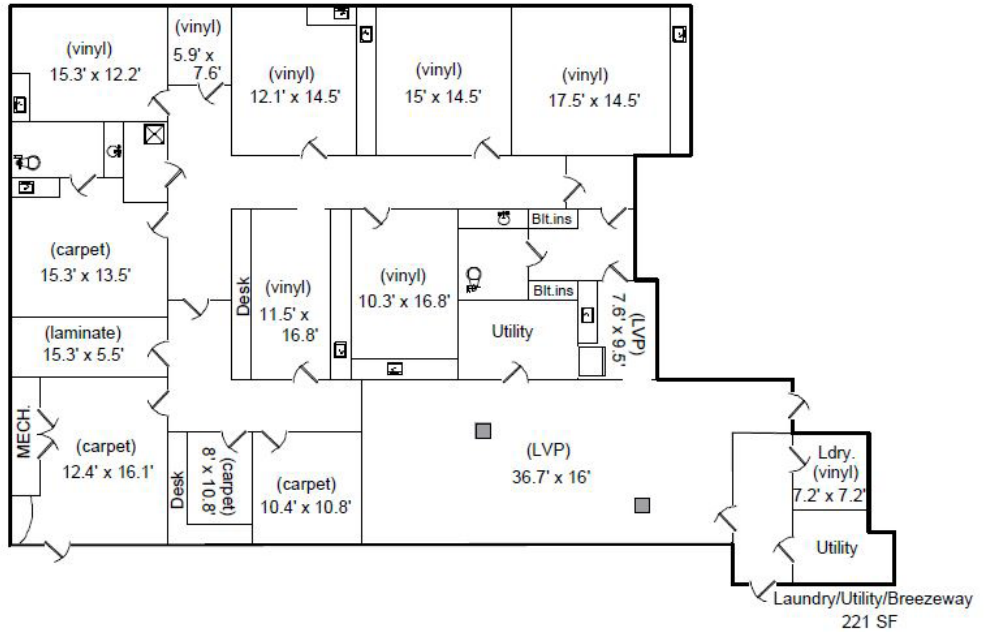 (vinyl)
15.3' x 12.2'
(vinyl)
5.9' x
7.6'
(vinyl)
12.1' x 14.5'
(vinyl)
15' x 14.5'
(vinyl)
17.5' x 14.5'
(carpet)
15.3' x 13.5'
Desk
(vinyl)
11.5' x
16.8'
(vinyl)
10.3' x 16.8'
Blt.ins
Blt.ins
Utility
(LVP)
7.6' x 9.5'
(laminate)
15.3' x 5.5'
MECH.
(carpet)
12.4' x 16.1'
Desk
(carpet)
8' x 10.8'
(carpet)
10.4' x 10.8'
(LVP)
36.7' x 16'
Ldry.
(vinyl)
7.2' x 7.2'
Utility
Laundry/Utility/Breezeway
221 SF